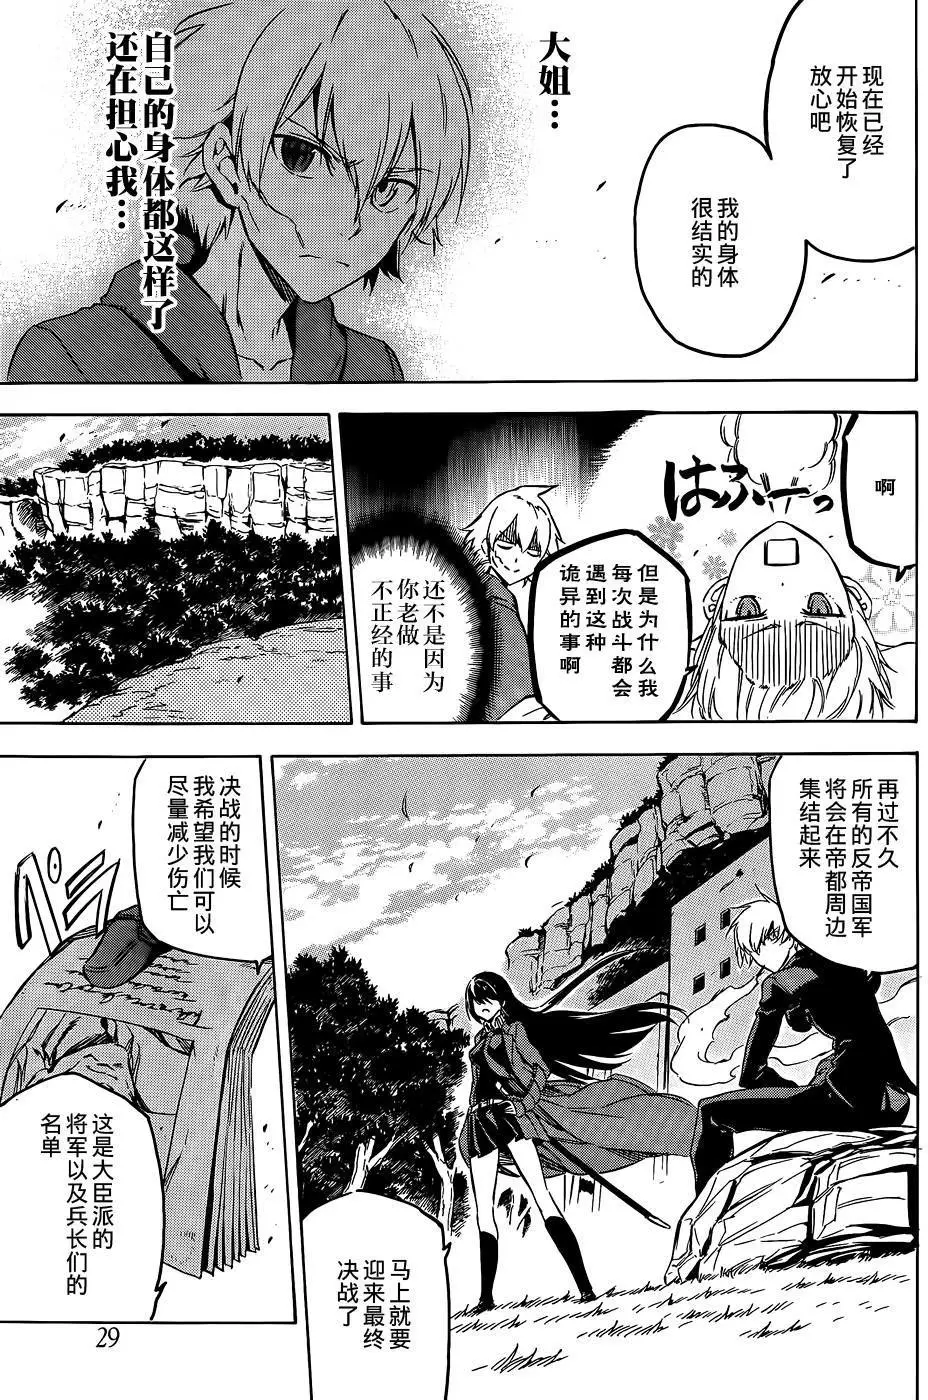 现在已经
开始恢复了
放心吧
我的身体
很结实的
大姐…
自己的身体都这样了
还在担心我…
啊
はふーっ
但是为什么我
每次战斗都会
遇到这种
诡异的事啊
还不是因为
你老做
不正经的事
再过不久
所有的反帝国军
将会在帝都周边
集结起来
马上就要
迎来最终
决战了
决战的时候
我希望我们可以
尽量减少伤亡
ペラ
这是大臣派的
将军以及兵长们的
名单
29